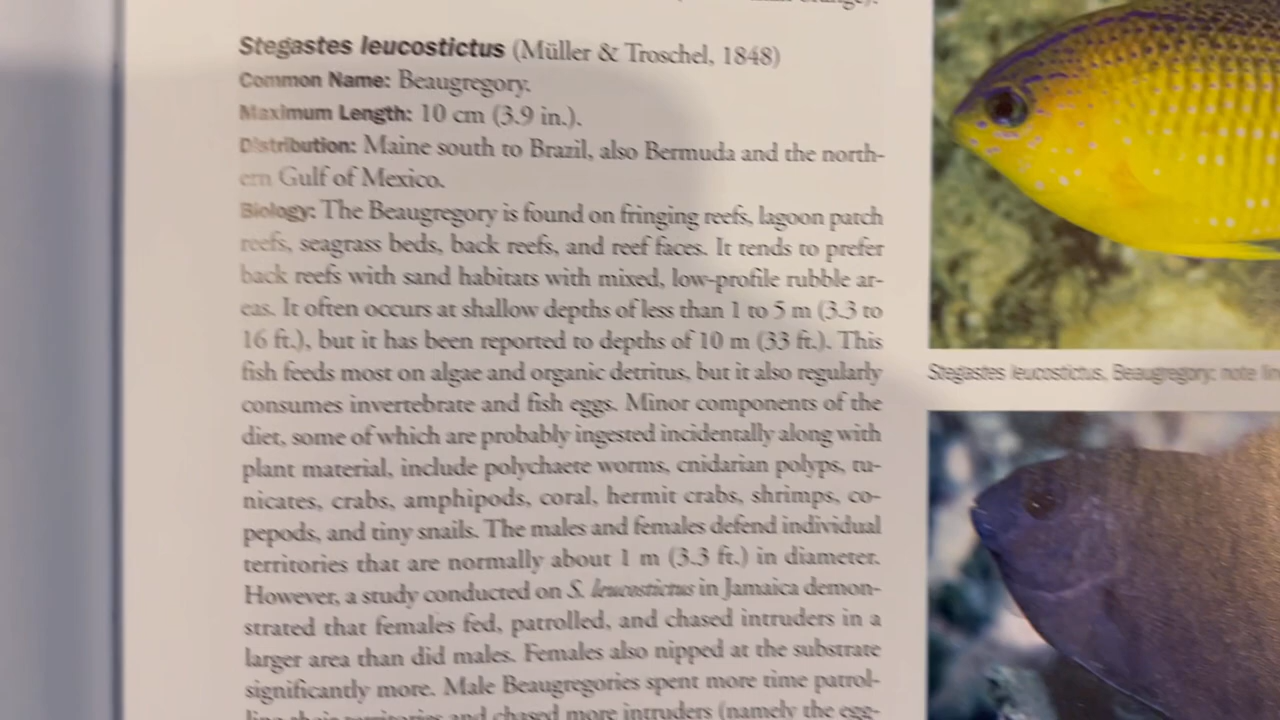 Stegastes leucostictus (Müller & Troschel, 1848)
Common Name: Beaugregory.
Maximum Length: 10 cm (3.9 in.).
Distribution: Maine south to Brazil, also Bermuda and the north-
ern Gulf of Mexico.
Biology: The Beaugregory is found on fringing reefs, lagoon patch
reefs, seagrass beds, back reefs, and reef faces. It tends to prefer
back reefs with sand habitats with mixed, low-profile rubble ar-
eas. It often occurs at shallow depths of less than 1 to 5 m (3.3 to
16 ft.), but it has been reported to depths of 10 m (33 ft.). This
fish feeds most on algae and organic detritus, but it also regularly
consumes invertebrate and fish eggs. Minor components of the
diet, some of which are probably ingested incidentally along with
plant material, include polychaete worms, cnidarian polyps, tu-
nicates, crabs, amphipods, coral, hermit crabs, shrimps, co-
pepods, and tiny snails. The males and females defend individual
territories that are normally about 1 m (3.3 ft.) in diameter.
However, a study conducted on S. leucostictus in Jamaica demon-
strated that females fed, patrolled, and chased intruders in a
larger area than did males. Females also nipped at the substrate
significantly more. Male Beaugregories spent more time patrol-
ling their territories and chased more intruders (namely the egg-
Stegastes leucostictus, Beaugregory: note